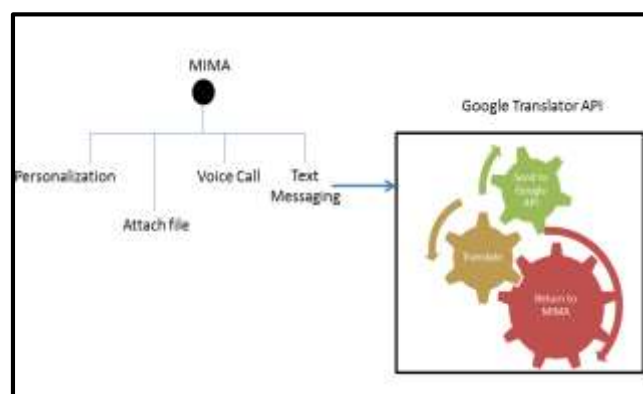 MIMA
Google Translator API
Personalization
Voice Call
Text
Messaging
Attach file
Send to
Google
API
Translate
Return to
MIMA